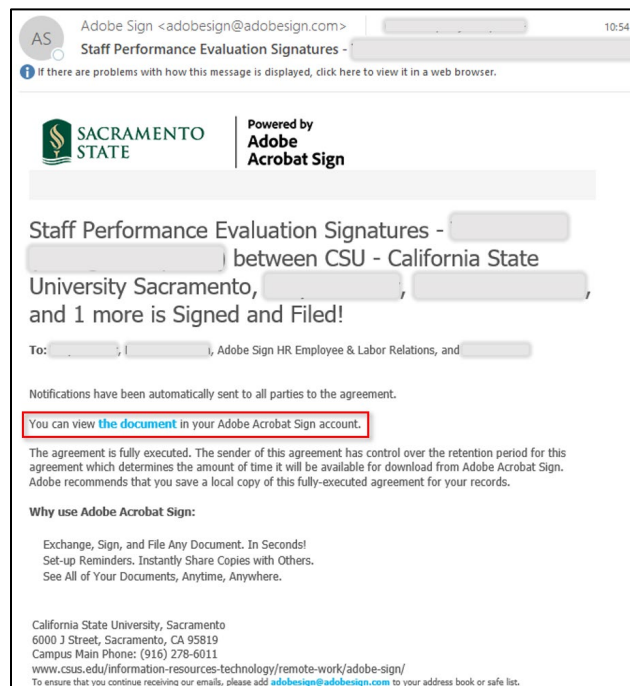 AS
Adobe Sign <adobesign@adobesign.com>
10:54
Staff Performance Evaluation Signatures -
i If there are problems with how this message is displayed, click here to view it in a web browser.
SACRAMENTO
STATE
Powered by
Adobe
Acrobat Sign
Staff Performance Evaluation Signatures -
) between CSU - California State
University Sacramento, , ,
and 1 more is Signed and Filed!
To: , , Adobe Sign HR Employee & Labor Relations, and
Notifications have been automatically sent to all parties to the agreement.
You can view the document in your Adobe Acrobat Sign account.
The agreement is fully executed. The sender of this agreement has control over the retention period for this
agreement which determines the amount of time it will be available for download from Adobe Acrobat Sign.
Adobe recommends that you save a local copy of this fully-executed agreement for your records.
Why use Adobe Acrobat Sign:
Exchange, Sign, and File Any Document. In Seconds!
Set-up Reminders. Instantly Share Copies with Others.
See All of Your Documents, Anytime, Anywhere.
California State University, Sacramento
6000 J Street, Sacramento, CA 95819
Campus Main Phone: (916) 278-6011
www.csus.edu/information-resources-technology/remote-work/adobe-sign/
To ensure that you continue receiving our emails, please add adobesign@adobesign.com to your address book or safe list.